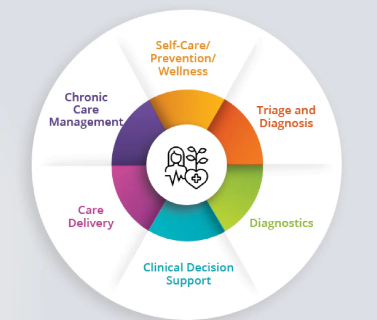 Self-Care/
Prevention/
Wellness
Triage and
Diagnosis
Diagnostics
Clinical Decision
Support
Care
Delivery
Chronic
Care
Management